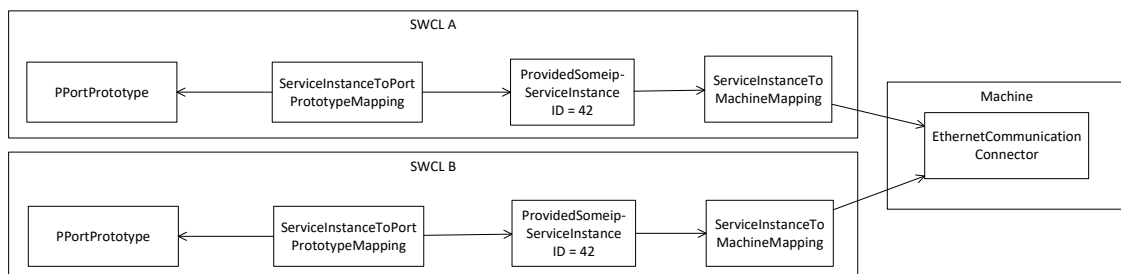 SWCL A
PPortPrototype
ServiceInstanceToPort
PrototypeMapping
ProvidedSomeip-
ServiceInstance
ID = 42
ServiceInstanceTo
MachineMapping
Machine
EthernetCommunication
Connector
SWCL B
PPortPrototype
ServiceInstanceToPort
PrototypeMapping
ProvidedSomeip-
ServiceInstance
ID = 42
ServiceInstanceTo
MachineMapping